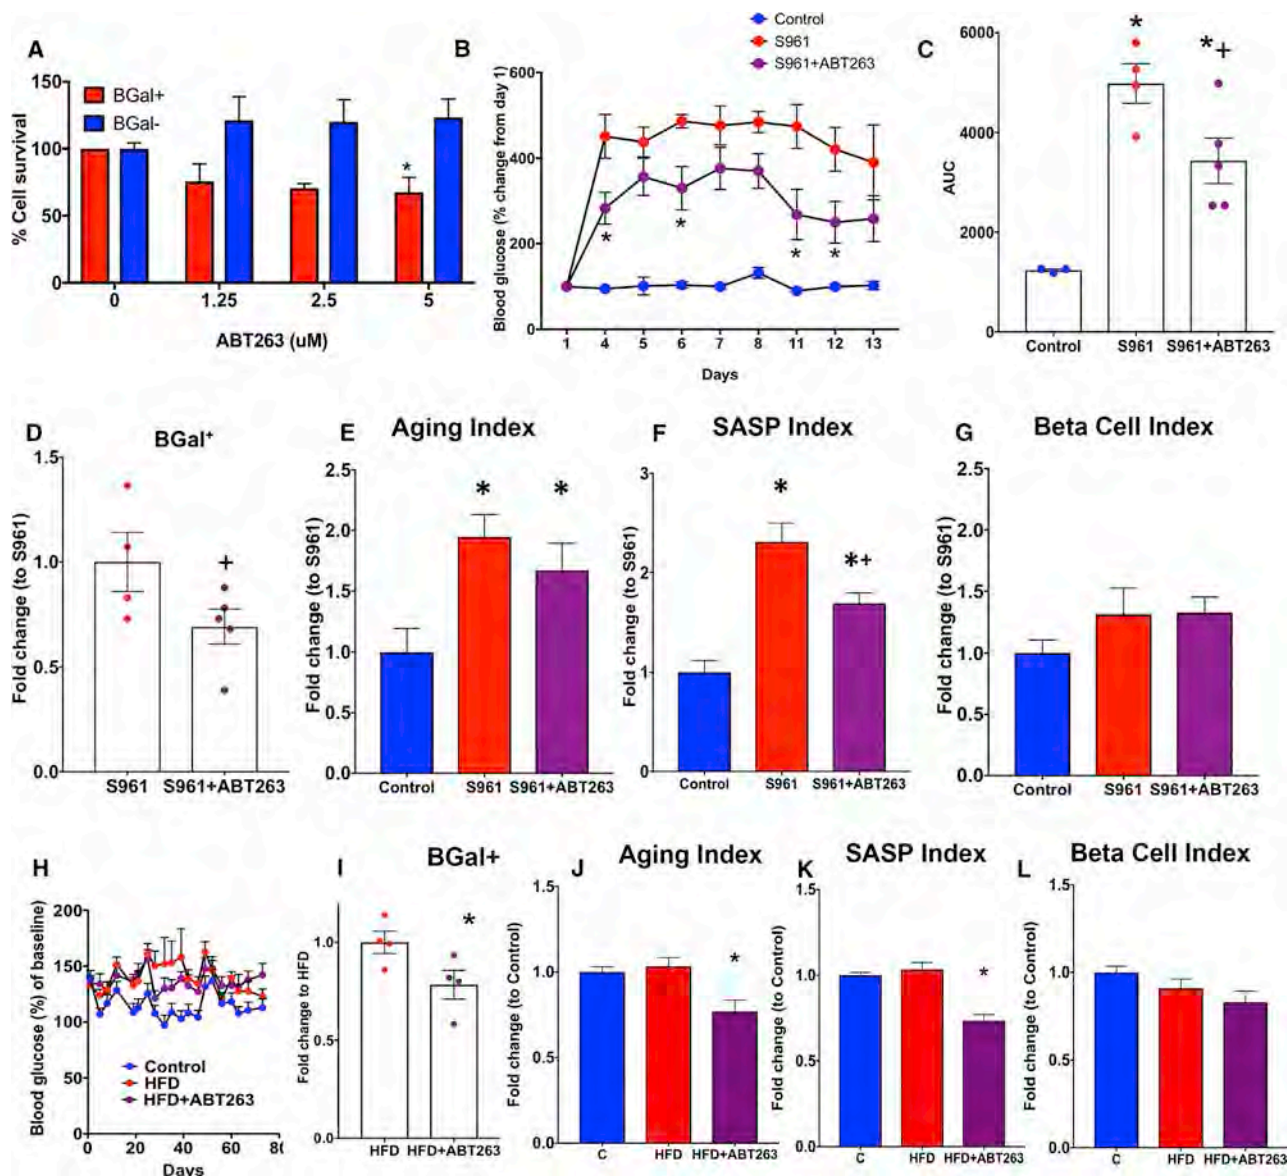 A
150
100
50
0
% Cell survival
BGal+
BGal-
*
0 1.25 2.5 5
ABT263 (uM)
B
Control
S961
S961+ABT263
600
400
200
0
Blood glucose (% change from day 1)
* * * *
1 4 5 6 7 8 11 12 13
Days
C
6000
4000
2000
0
AUC
* *+
Control S961 S961+ABT263
D
BGal+
1.5
1.0
0.5
0.0
Fold change (to S961)
+
S961 S961+ABT263
E
Aging Index
2.5
2.0
1.5
1.0
0.5
0.0
Fold change (to S961)
* *
Control S961 S961+ABT263
F
SASP Index
3
2
1
0
Fold change (to S961)
* *+
Control S961 S961+ABT263
G
Beta Cell Index
2.5
2.0
1.5
1.0
0.5
0.0
Fold change (to S961)
Control S961 S961+ABT263
H
200
150
100
50
0
Blood glucose (%) of baseline)
Control
HFD
HFD+ABT263
0 20 40 60 80
Days
I
BGal+
1.0
0.5
0.0
Fold change to HFD
*
HFD HFD+ABT263
J
Aging Index
1.5
1.0
0.5
0.0
Fold change (to Control)
*
C HFD HFD+ABT263
K
SASP Index
1.5
1.0
0.5
0.0
Fold change (to Control)
*
C HFD HFD+ABT263
L
Beta Cell Index
1.5
1.0
0.5
0.0
Fold change (to Control)
C HFD HFD+ABT263